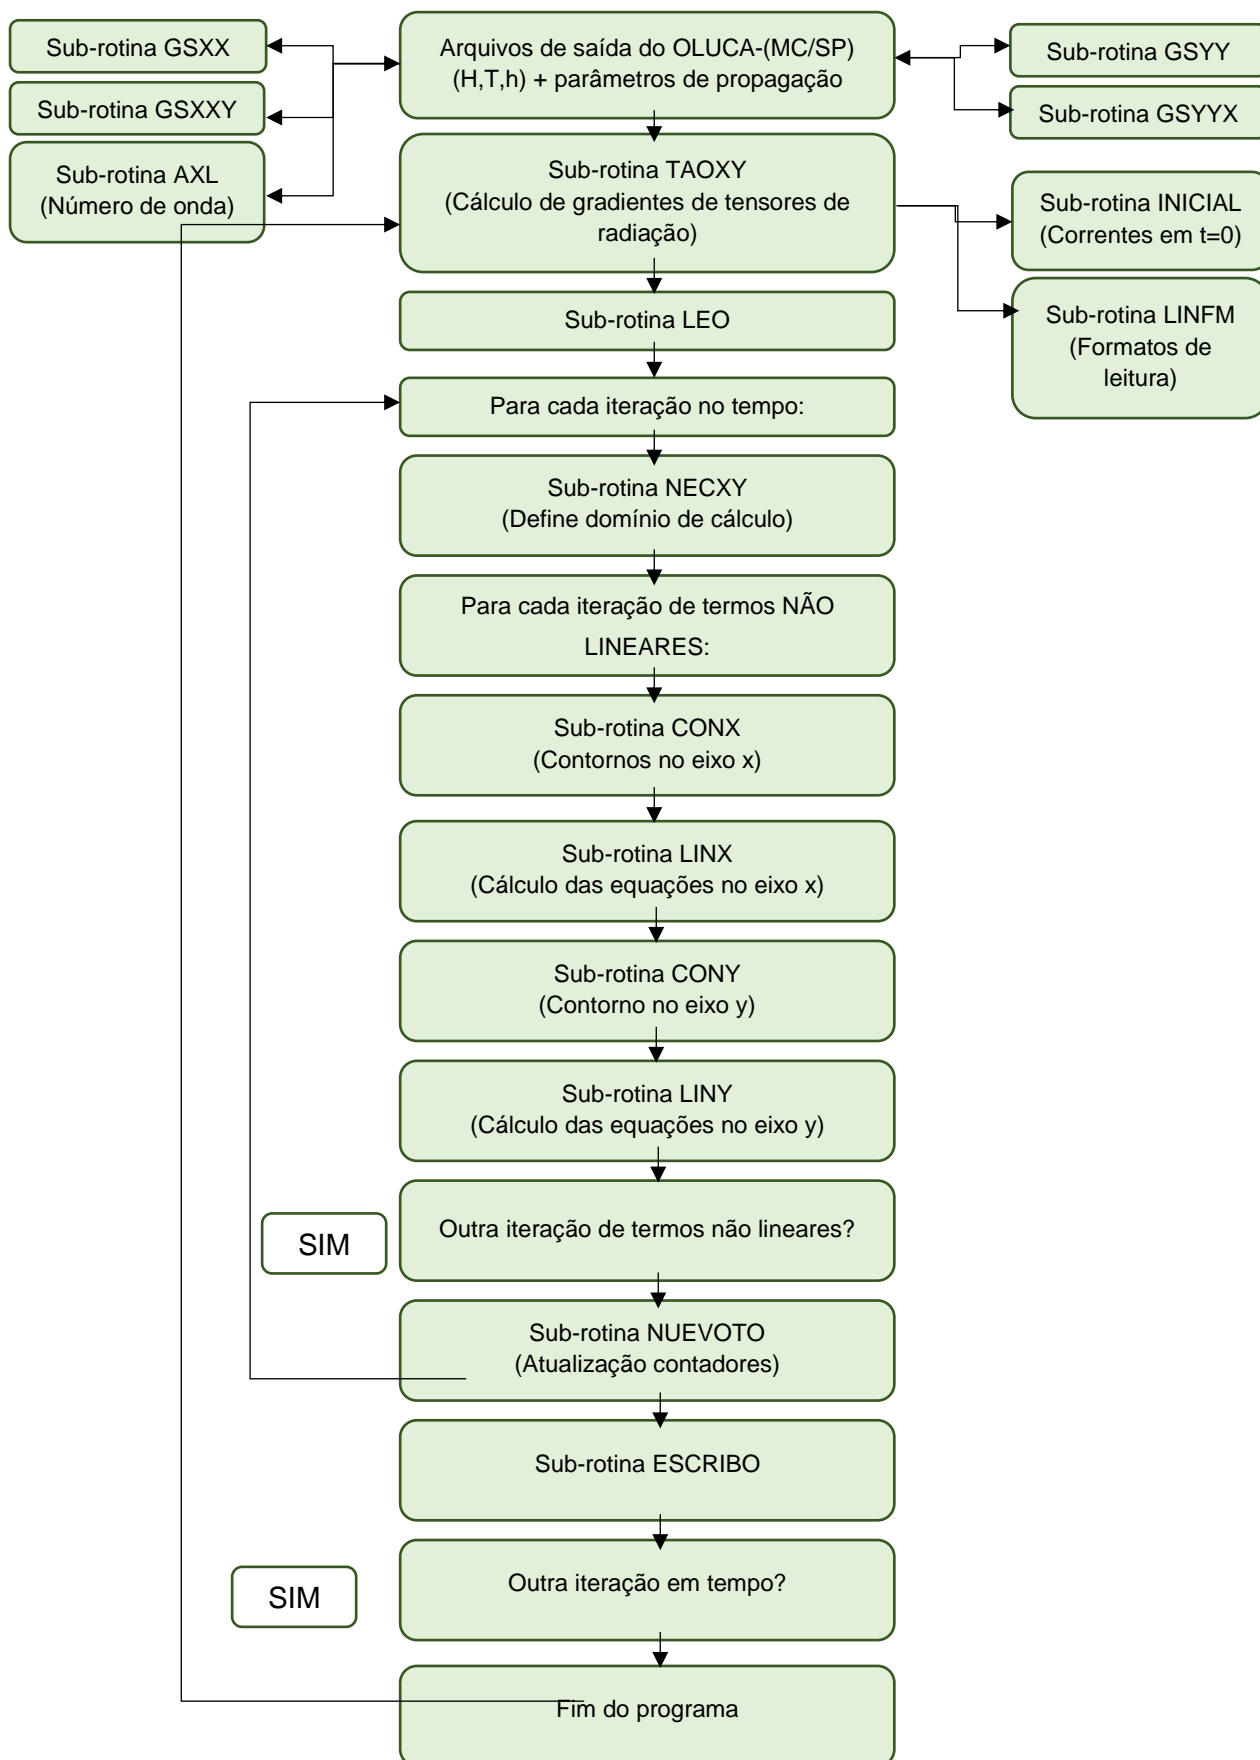 Sub-rotina GSXX
Arquivos de saída do OLUCA-(MC/SP)
(H,T,h) + parâmetros de propagação
Sub-rotina GSYY
Sub-rotina GSXXY
Sub-rotina GSYYX
Sub-rotina AXL
(Número de onda)
Sub-rotina TAOXY
(Cálculo de gradientes de tensores de
radiação)
Sub-rotina INICIAL
(Correntes em t=0)
Sub-rotina LEO
Sub-rotina LINFM
(Formatos de
leitura)
Para cada iteração no tempo:
Sub-rotina NECXY
(Define domínio de cálculo)
Para cada iteração de termos NÃO
LINEARES:
Sub-rotina CONX
(Contornos no eixo x)
Sub-rotina LINX
(Cálculo das equações no eixo x)
Sub-rotina CONY
(Contorno no eixo y)
Sub-rotina LINY
(Cálculo das equações no eixo y)
Outra iteração de termos não lineares?
SIM
Sub-rotina NUEVOTO
(Atualização contadores)
Sub-rotina ESCRIBO
Outra iteração em tempo?
SIM
Fim do programa